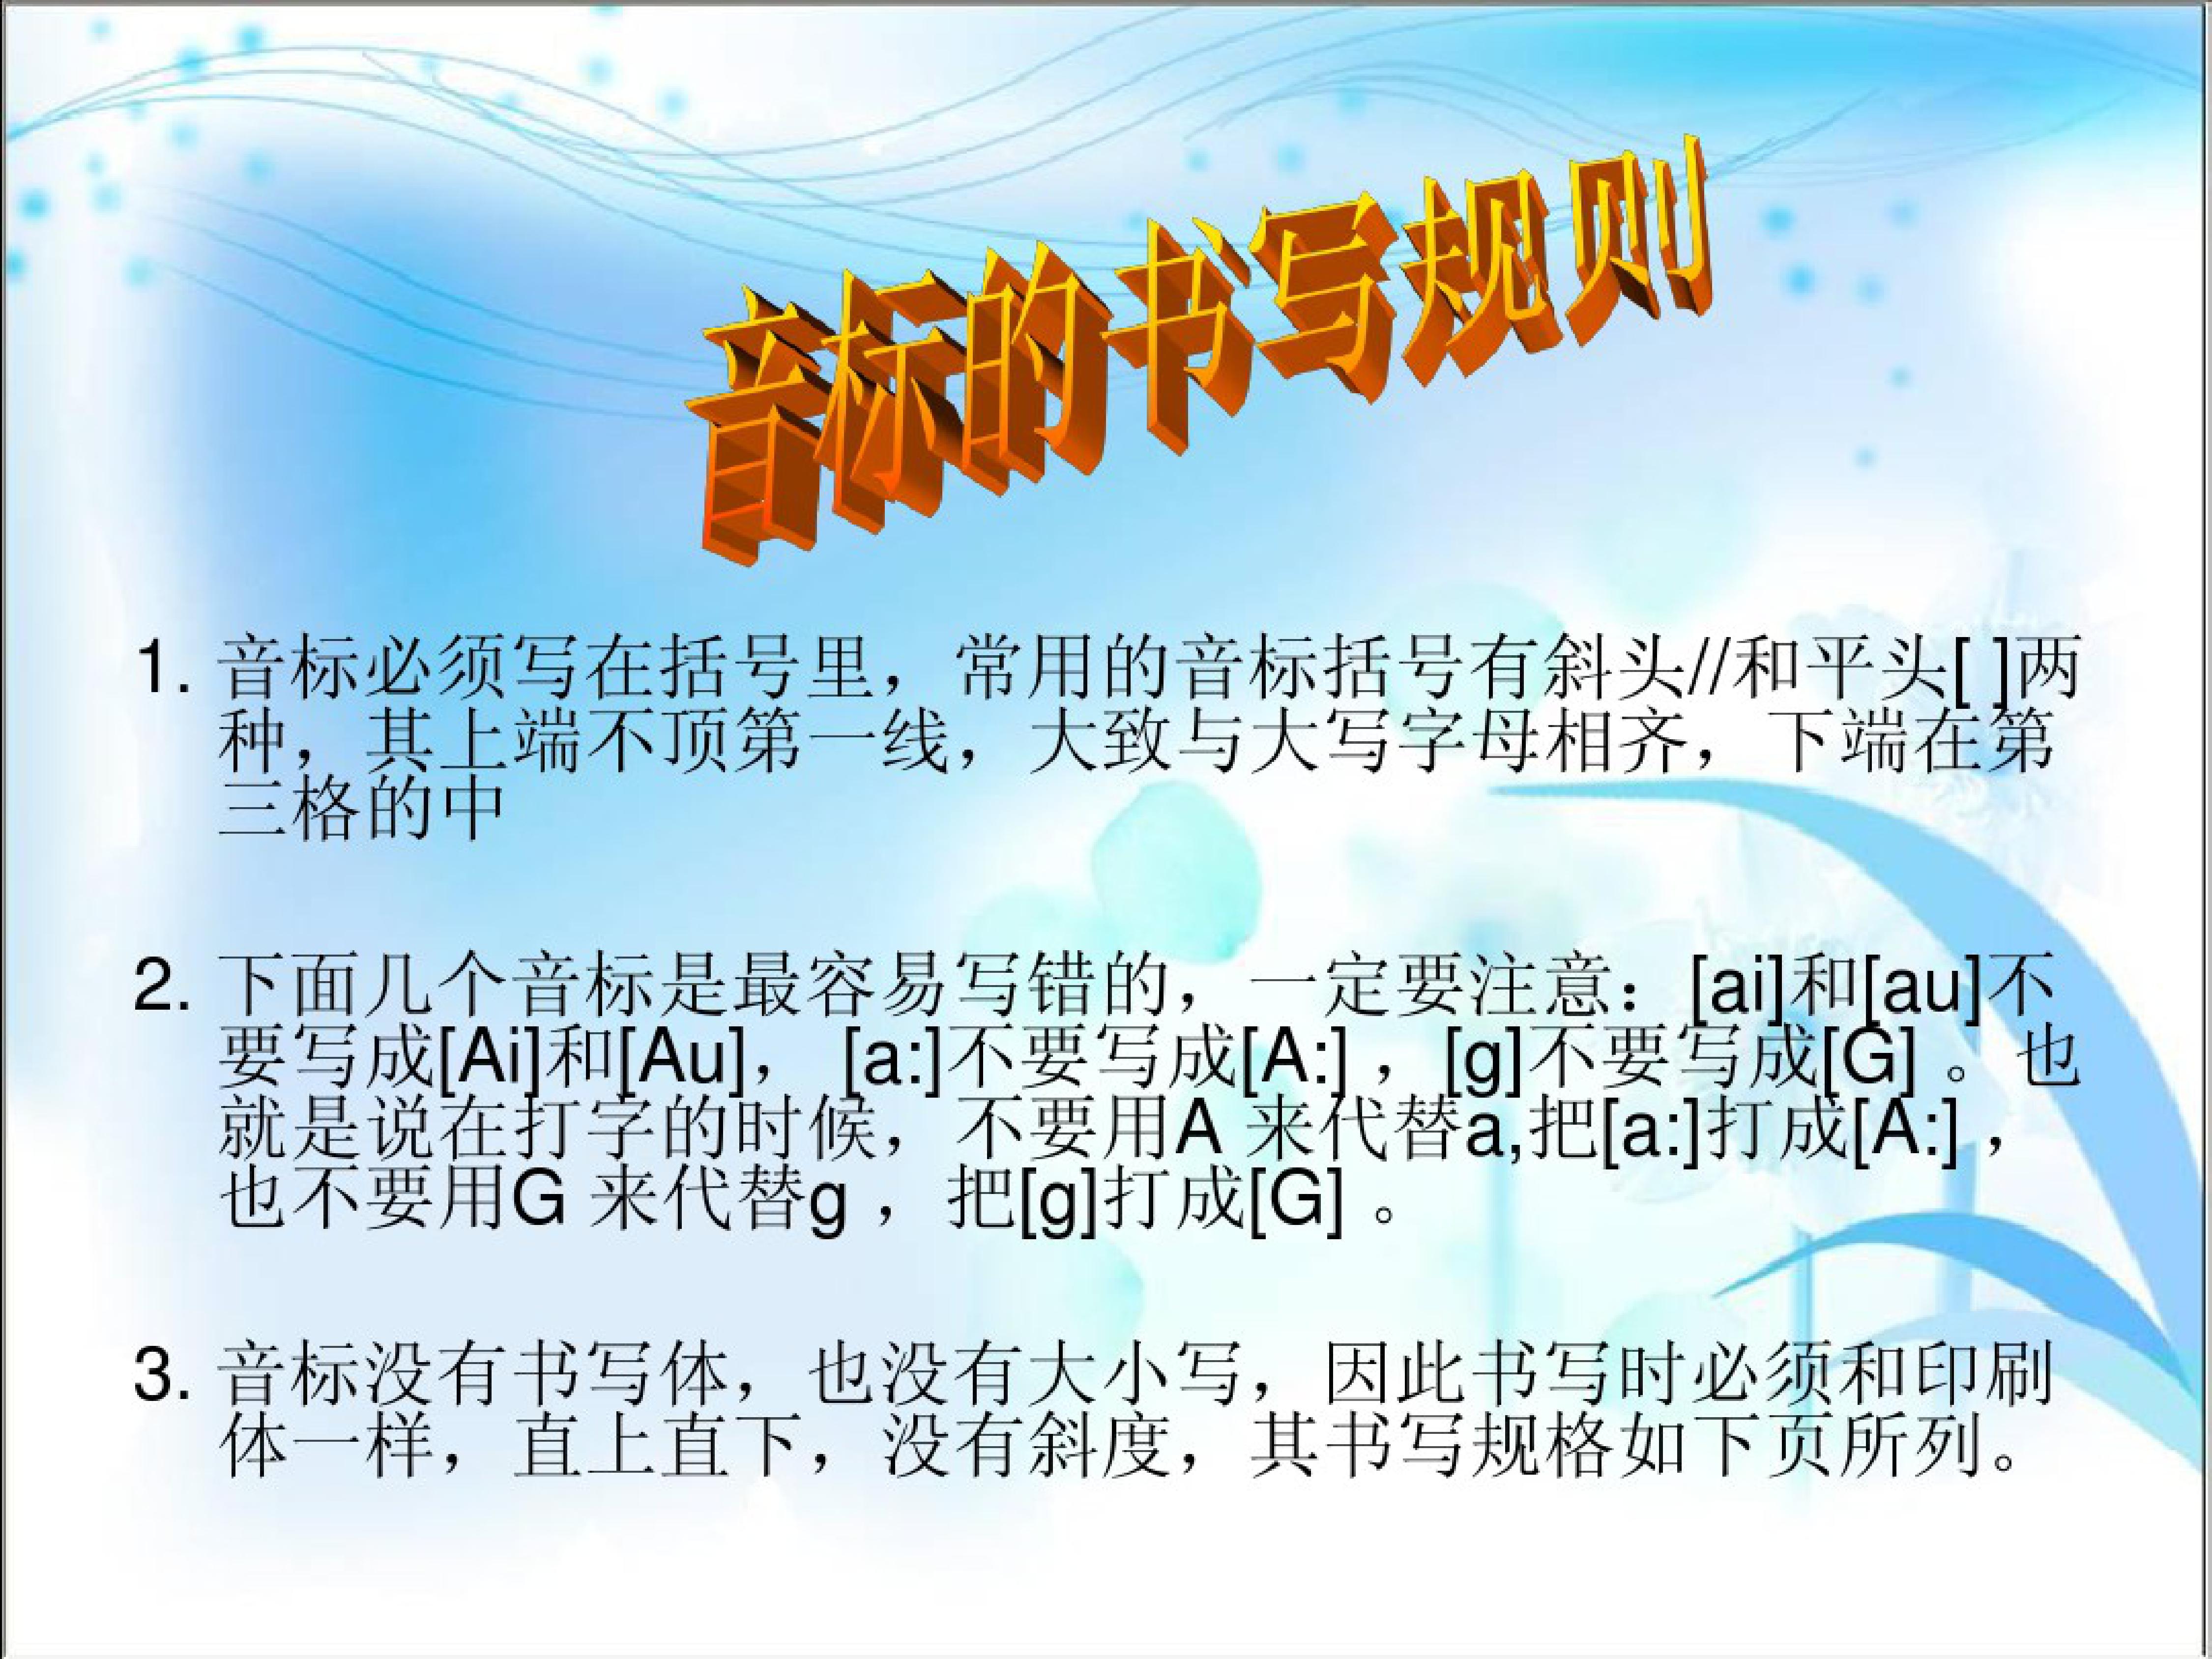 音标的书写规则
1. 音标必须写在括号里，常用的音标括号有斜头//和平头[ ]两
种，其上端不顶第一线，大致与大写字母相齐，下端在第
三格的中
2. 下面几个音标是最容易写错的，一定要注意：[ai]和[au]不
要写成[Ai]和[Au]， [a:]不要写成[A:] ，[g]不要写成[G] 。也
就是说在打字的时候，不要用A 来代替a,把[a:]打成[A:] ，
也不要用G 来代替g ，把[g]打成[G] 。
3. 音标没有书写体，也没有大小写，因此书写时必须和印刷
体一样，直上直下，没有斜度，其书写规格如下页所列。